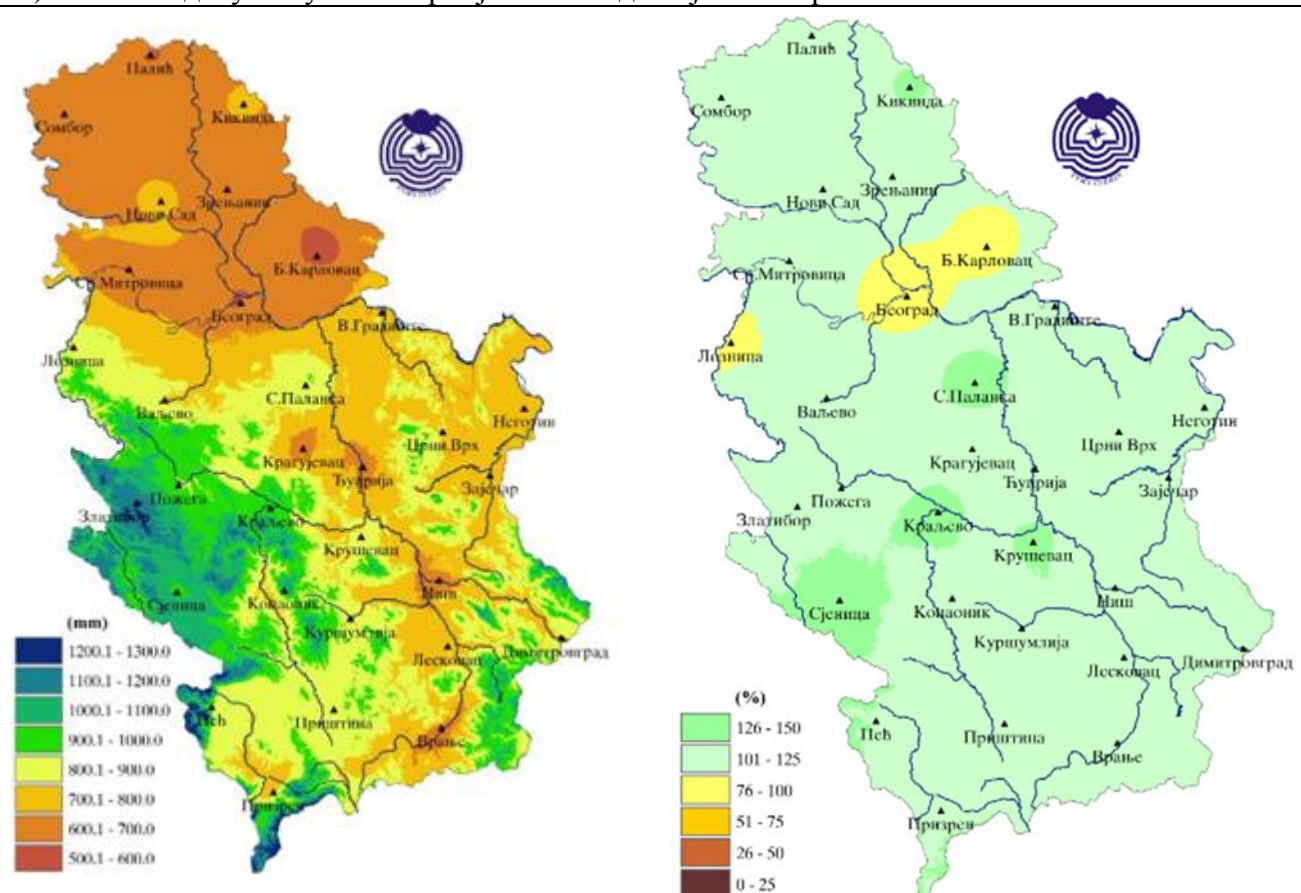 Палић
Кикинда
Сомбор
Зрењанин
Нови Сад
Б.Карловац
Ср.Митровица
Београд
В.Градиште
Лозница
С.Паланка
Ваљево
Неготин
Црни Врх
Крагујевац
Ћуприја
Зајечар
Пожега
Златибор
Краљево
Крушевац
Ниш
Сјеница
Копаоник
Куршумлија
Лесковац
Димитровград
Пећ
Приштина
Врање
Призрен
(mm)
1200.1 - 1300.0
1100.1 - 1200.0
1000.1 - 1100.0
900.1 - 1000.0
800.1 - 900.0
700.1 - 800.0
600.1 - 700.0
500.1 - 600.0
Палић
Кикинда
Сомбор
Зрењанин
Нови Сад
Б.Карловац
Ср.Митровица
Београд
В.Градиште
Лозница
С.Паланка
Ваљево
Неготин
Црни Врх
Крагујевац
Ћуприја
Зајечар
Пожега
Златибор
Краљево
Крушевац
Ниш
Сјеница
Копаоник
Куршумлија
Лесковац
Димитровград
Пећ
Приштина
Врање
Призрен
(%)
126 - 150
101 - 125
76 - 100
51 - 75
26 - 50
0 - 25